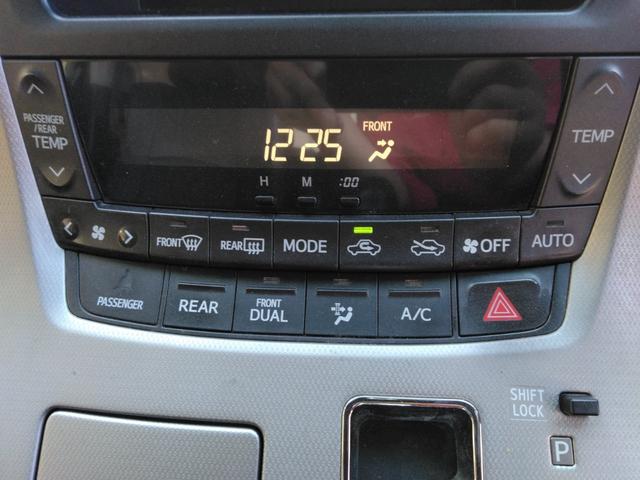 PASSENGER
/REAR
TEMP
12 25
FRONT
TEMP
H M :00
FRONT
REAR
MODE
OFF
AUTO
PASSENGER
REAR
FRONT
DUAL
A/C
SHIFT
LOCK
P